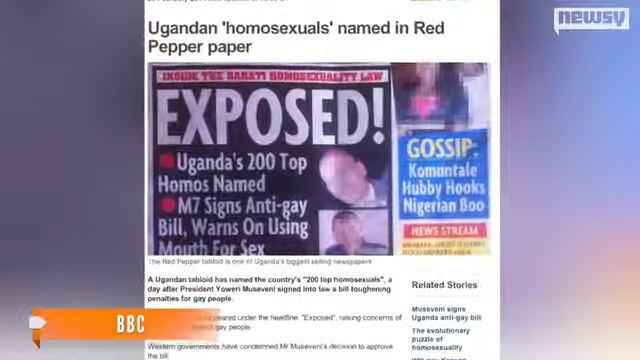 newsy
Ugandan 'homosexuals' named in Red
Pepper paper
INSIDE THE BAHATI HOMOSEXUALITY LAW
EXPOSED!
Uganda's 200 Top
Homos Named
M7 Signs Anti-gay
Bill, Warns On Using
Mouth For Sex
GOSSIP:
Komuntale
Hubby Hooks
Nigerian Boo
NEWS STREAM
The Red Pepper tabloid is one of Uganda's biggest selling newspapers
A Ugandan tabloid has named the country's "200 top homosexuals", a
day after President Yoweri Museveni signed into law a bill toughening
penalties for gay people.
appeared under the headline: "Exposed", raising concerns of
gay people.
Western governments have condemned Mr Museveni's decision to approve
the bill.
Related Stories
Museveni signs
Uganda anti-gay bill
The evolutionary
puzzle of
homosexuality
BBC